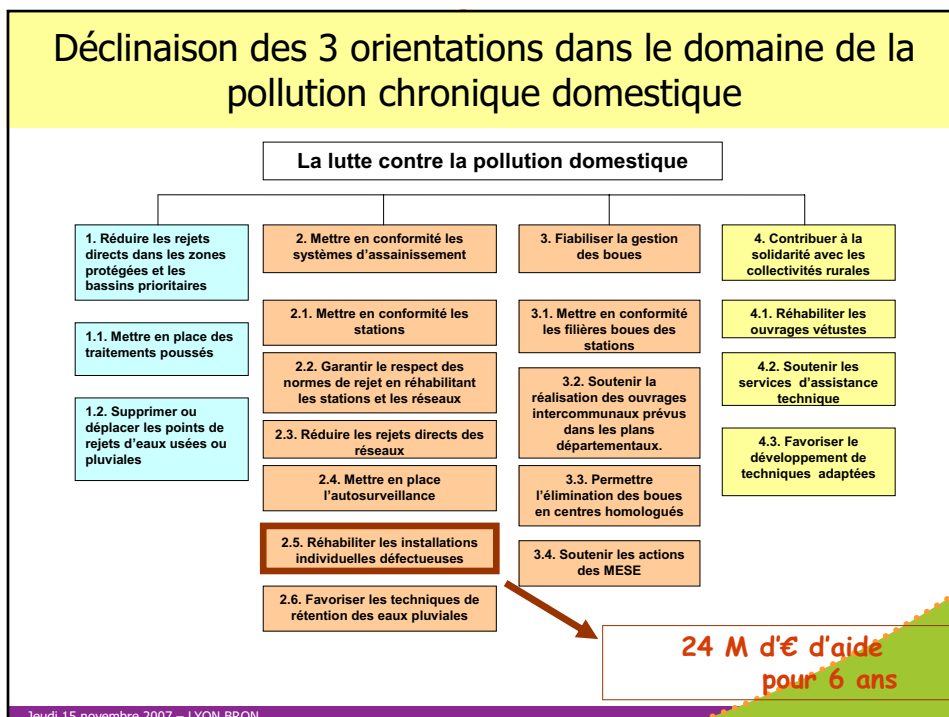 Déclinaison des 3 orientations dans le domaine de la
pollution chronique domestique
La lutte contre la pollution domestique
1. Réduire les rejets
directs dans les zones
protégées et les
bassins prioritaires
1.1. Mettre en place des
traitements poussés
1.2. Supprimer ou
déplacer les points de
rejets d'eaux usées ou
pluviales
2. Mettre en conformité les
systèmes d'assainissement
2.1. Mettre en conformité les
stations
2.2. Garantir le respect des
normes de rejet en réhabilitant
les stations et les réseaux
2.3. Réduire les rejets directs des
réseaux
2.4. Mettre en place
l'autosurveillance
2.5. Réhabiliter les installations
individuelles défectueuses
2.6. Favoriser les techniques de
rétention des eaux pluviales
3. Fiabiliser la gestion
des boues
3.1. Mettre en conformité
les filières boues des
stations
3.2. Soutenir la
réalisation des ouvrages
intercommunaux prévus
dans les plans
départementaux.
3.3. Permettre
l'élimination des boues
en centres homologués
3.4. Soutenir les actions
des MESE
4. Contribuer à la
solidarité avec les
collectivités rurales
4.1. Réhabiliter les
ouvrages vétustes
4.2. Soutenir les
services d'assistance
technique
4.3. Favoriser le
développement de
techniques adaptées
24 M d'€ d'aide
pour 6 ans
Jeudi 15 novembre 2007 – LYON BRON